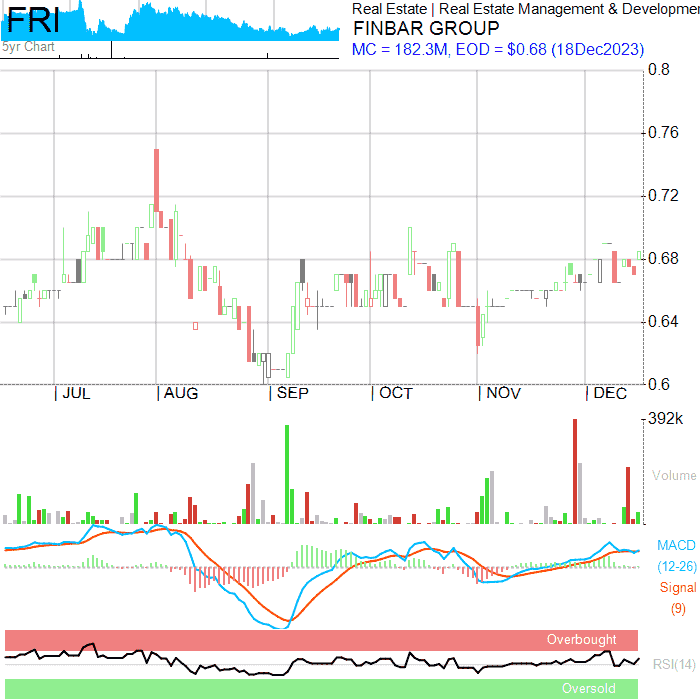 FRI
5yr Chart
Real Estate | Real Estate Management & Developmen
FINBAR GROUP
MC = 182.3M, EOD = $0.68 (18Dec2023)
0.8
0.76
0.72
0.68
0.64
0.6
| JUL | AUG | SEP | OCT | NOV | DEC
392k
Volume
MACD
(12-26)
Signal
(9)
Overbought
RSI(14)
Oversold